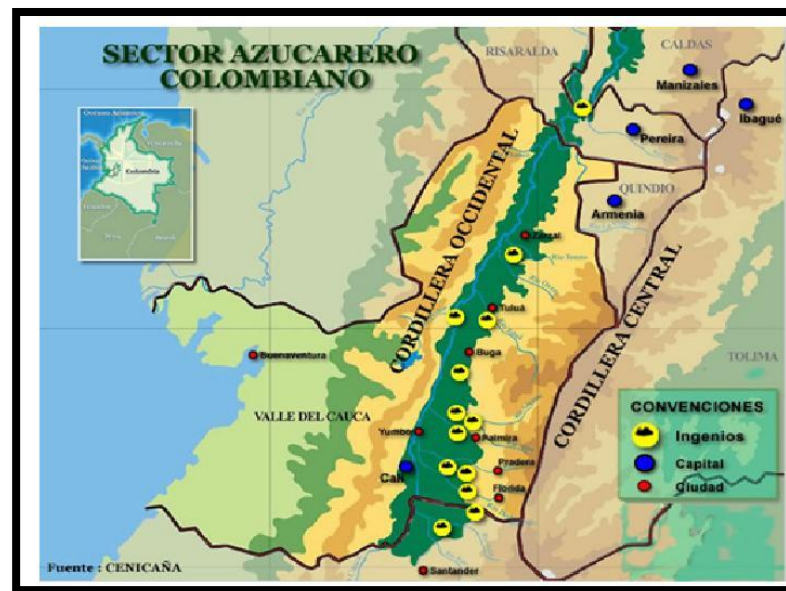 SECTOR AZUCARERO
COLOMBIANO
RISARALDA
CALDAS
Manizales
Ibagué
Pereira
QUINDIO
Armenia
CORDILLERA OCCIDENTAL
CORDILLERA CENTRAL
Colombia
Tuluá
Buga
Buenaventura
TOLIMA
VALLE DEL CAUCA
Yumbo
Palmira
Cali
Pradera
Florida
Santander
CONVENCIONES
Ingenios
Capital
Ciudad
Fuente : CENICAÑA